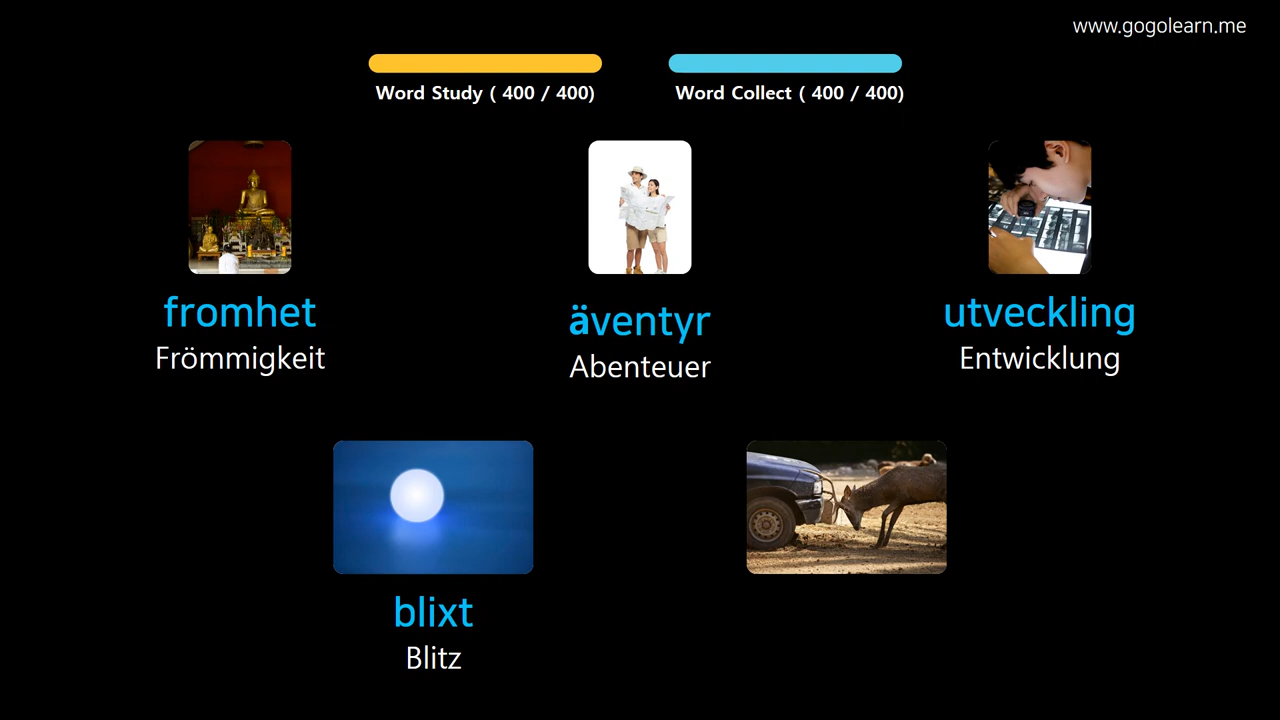 www.gogolearn.me
Word Study ( 400 / 400)
Word Collect ( 400 / 400)
fromhet
Frömmigkeit
äventyr
Abenteuer
utveckling
Entwicklung
blixt
Blitz